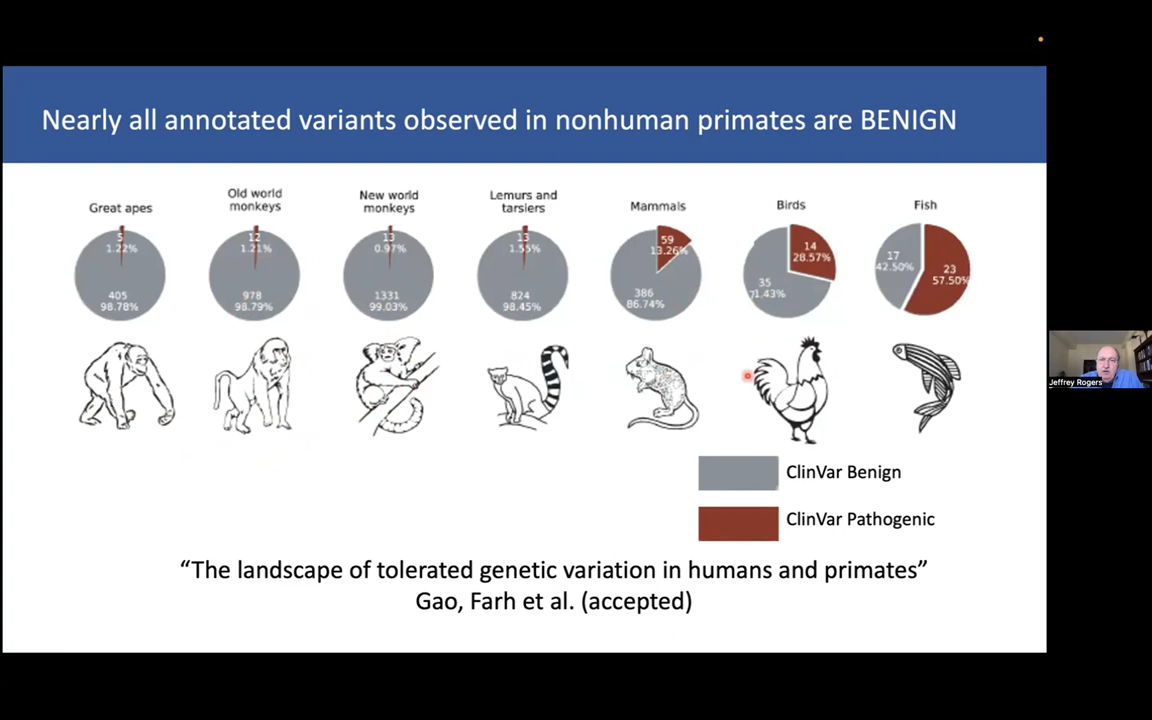 Nearly all annotated variants observed in nonhuman primates are BENIGN
Great apes
5
1.22%
405
98.78%
Old world
monkeys
12
1.21%
978
98.79%
New world
monkeys
13
0.97%
1331
99.03%
Lemurs and
tarsiers
13
1.55%
824
98.45%
Mammals
59
13.26%
386
86.74%
Birds
14
28.57%
35
71.43%
Fish
17
42.50%
23
57.50%
ClinVar Benign
ClinVar Pathogenic
“The landscape of tolerated genetic variation in humans and primates”
Gao, Farh et al. (accepted)
Jeffrey Rogers